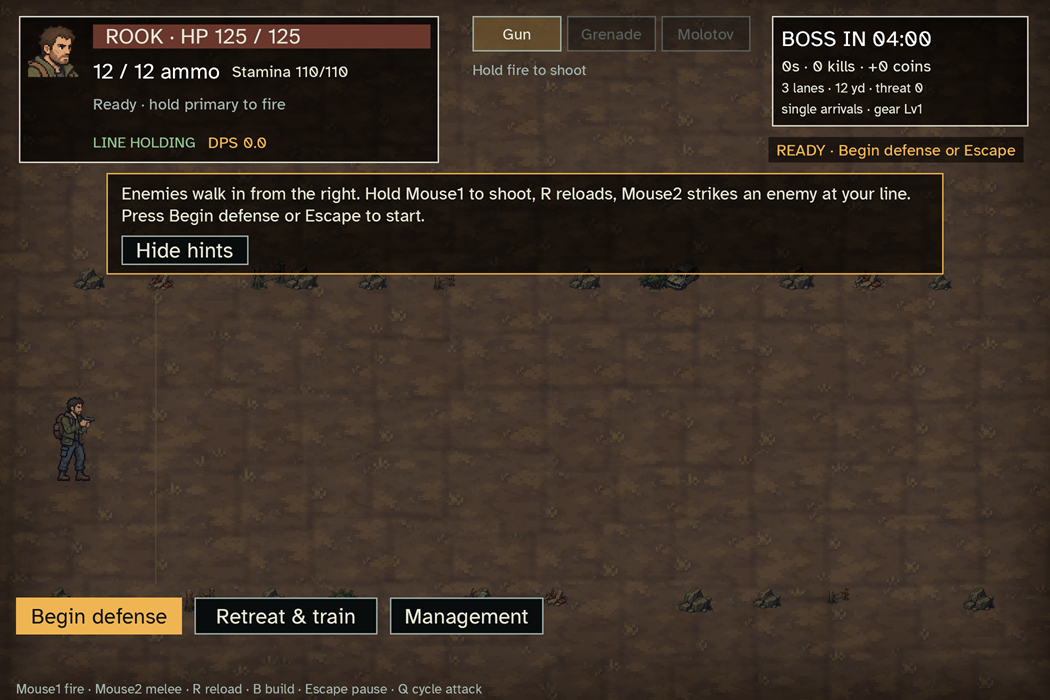 ROOK · HP 125 / 125
12 / 12 ammo Stamina 110/110
Ready · hold primary to fire
LINE HOLDING DPS 0.0
Gun Grenade Molotov
Hold fire to shoot
BOSS IN 04:00
0s · 0 kills · +0 coins
3 lanes · 12 yd · threat 0
single arrivals · gear Lv1
READY · Begin defense or Escape
Enemies walk in from the right. Hold Mouse1 to shoot, R reloads, Mouse2 strikes an enemy at your line.
Press Begin defense or Escape to start.
Hide hints
Begin defense Retreat & train Management
Mouse1 fire · Mouse2 melee · R reload · B build · Escape pause · Q cycle attack